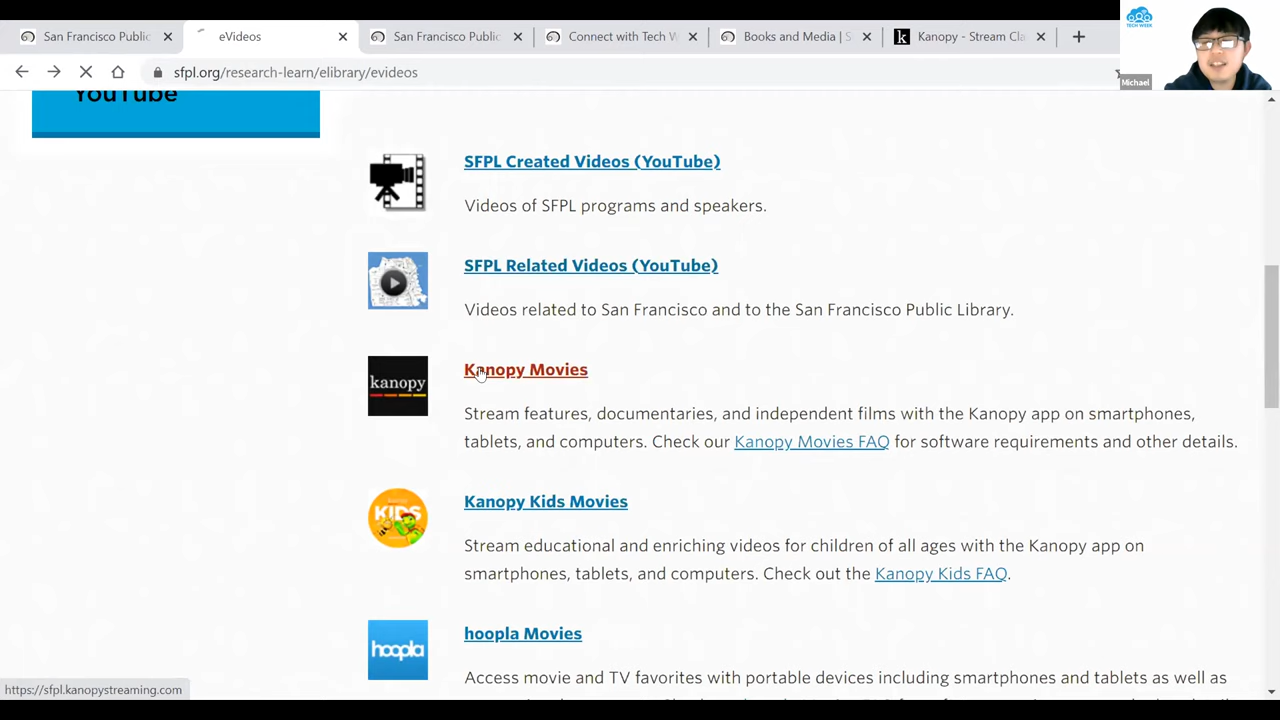 San Francisco Public
eVideos
San Francisco Public
Connect with Tech W
Books and Media | S
Kanopy - Stream Cla
TECH WEEK
sfpl.org/research-learn/elibrary/evideos
Michael
YouTube
SFPL Created Videos (YouTube)
Videos of SFPL programs and speakers.
SFPL Related Videos (YouTube)
Videos related to San Francisco and to the San Francisco Public Library.
kanopy
Kanopy Movies
Stream features, documentaries, and independent films with the Kanopy app on smartphones,
tablets, and computers. Check our Kanopy Movies FAQ for software requirements and other details.
KIDS
Kanopy Kids Movies
Stream educational and enriching videos for children of all ages with the Kanopy app on
smartphones, tablets, and computers. Check out the Kanopy Kids FAQ.
hoopla
hoopla Movies
Access movie and TV favorites with portable devices including smartphones and tablets as well as
https://sfpl.kanopystreaming.com